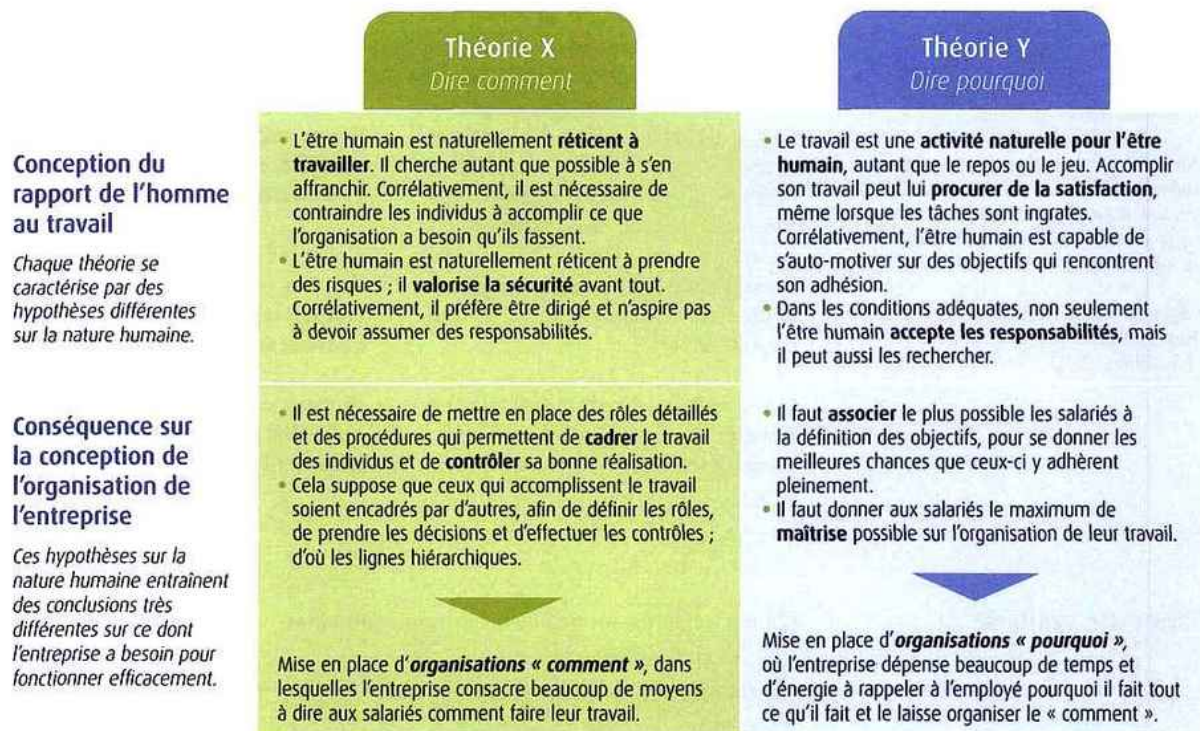 Théorie X
Dire comment
Théorie Y
Dire pourquoi
Conception du
rapport de l'homme
au travail
Chaque théorie se
caractérise par des
hypothèses différentes
sur la nature humaine.
• L'être humain est naturellement réticent à
travailler. Il cherche autant que possible à s'en
affranchir. Corrélativement, il est nécessaire de
contraindre les individus à accomplir ce que
l'organisation a besoin qu'ils fassent.
• L'être humain est naturellement réticent à prendre
des risques ; il valorise la sécurité avant tout.
Corrélativement, il préfère être dirigé et n'aspire pas
à devoir assumer des responsabilités.
• Le travail est une activité naturelle pour l'être
humain, autant que le repos ou le jeu. Accomplir
son travail peut lui procurer de la satisfaction,
même lorsque les tâches sont ingrates.
Corrélativement, l'être humain est capable de
s'auto-motiver sur des objectifs qui rencontrent
son adhésion.
• Dans les conditions adéquates, non seulement
l'être humain accepte les responsabilités, mais
il peut aussi les rechercher.
Conséquence sur
la conception de
l'organisation de
l'entreprise
Ces hypothèses sur la
nature humaine entraînent
des conclusions très
différentes sur ce dont
l'entreprise a besoin pour
fonctionner efficacement.
• Il est nécessaire de mettre en place des rôles détaillés
et des procédures qui permettent de cadrer le travail
des individus et de contrôler sa bonne réalisation.
• Cela suppose que ceux qui accomplissent le travail
soient encadrés par d'autres, afin de définir les rôles,
de prendre les décisions et d'effectuer les contrôles ;
d'où les lignes hiérarchiques.
Mise en place d'organisations « comment », dans
lesquelles l'entreprise consacre beaucoup de moyens
à dire aux salariés comment faire leur travail.
• Il faut associer le plus possible les salariés à
la définition des objectifs, pour se donner les
meilleures chances que ceux-ci y adhèrent
pleinement.
• Il faut donner aux salariés le maximum de
maîtrise possible sur l'organisation de leur travail.
Mise en place d'organisations « pourquoi »,
où l'entreprise dépense beaucoup de temps et
d'énergie à rappeler à l'employé pourquoi il fait tout
ce qu'il fait et le laisse organiser le « comment ».